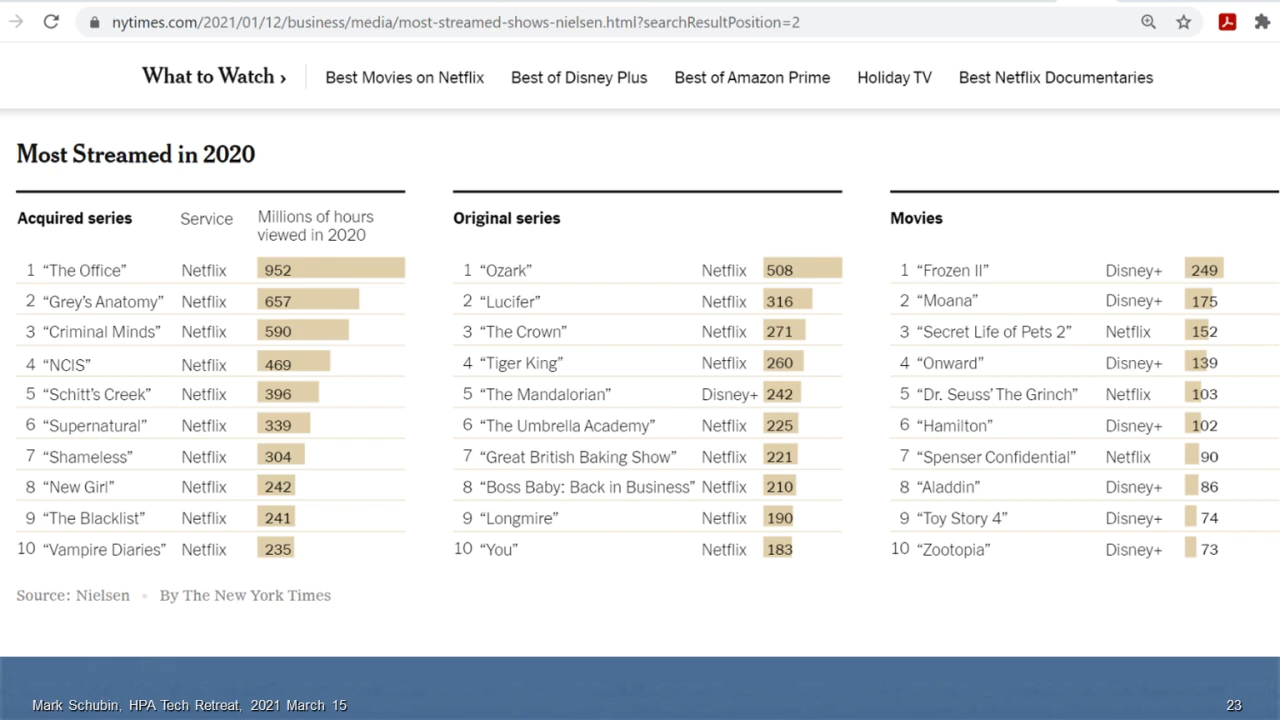 nytimes.com/2021/01/12/business/media/most-streamed-shows-nielsen.html?searchResultPosition=2
What to Watch › Best Movies on Netflix Best of Disney Plus Best of Amazon Prime Holiday TV Best Netflix Documentaries
Most Streamed in 2020
Acquired series Service Millions of hours viewed in 2020
1 “The Office” Netflix 952
2 “Grey’s Anatomy” Netflix 657
3 “Criminal Minds” Netflix 590
4 “NCIS” Netflix 469
5 “Schitt’s Creek” Netflix 396
6 “Supernatural” Netflix 339
7 “Shameless” Netflix 304
8 “New Girl” Netflix 242
9 “The Blacklist” Netflix 241
10 “Vampire Diaries” Netflix 235
Original series
1 “Ozark” Netflix 508
2 “Lucifer” Netflix 316
3 “The Crown” Netflix 271
4 “Tiger King” Netflix 260
5 “The Mandalorian” Disney+ 242
6 “The Umbrella Academy” Netflix 225
7 “Great British Baking Show” Netflix 221
8 “Boss Baby: Back in Business” Netflix 210
9 “Longmire” Netflix 190
10 “You” Netflix 183
Movies
1 “Frozen II” Disney+ 249
2 “Moana” Disney+ 175
3 “Secret Life of Pets 2” Netflix 152
4 “Onward” Disney+ 139
5 “Dr. Seuss’ The Grinch” Netflix 103
6 “Hamilton” Disney+ 102
7 “Spenser Confidential” Netflix 90
8 “Aladdin” Disney+ 86
9 “Toy Story 4” Disney+ 74
10 “Zootopia” Disney+ 73
Source: Nielsen ▪ By The New York Times
Mark Schubin, HPA Tech Retreat, 2021 March 15
23